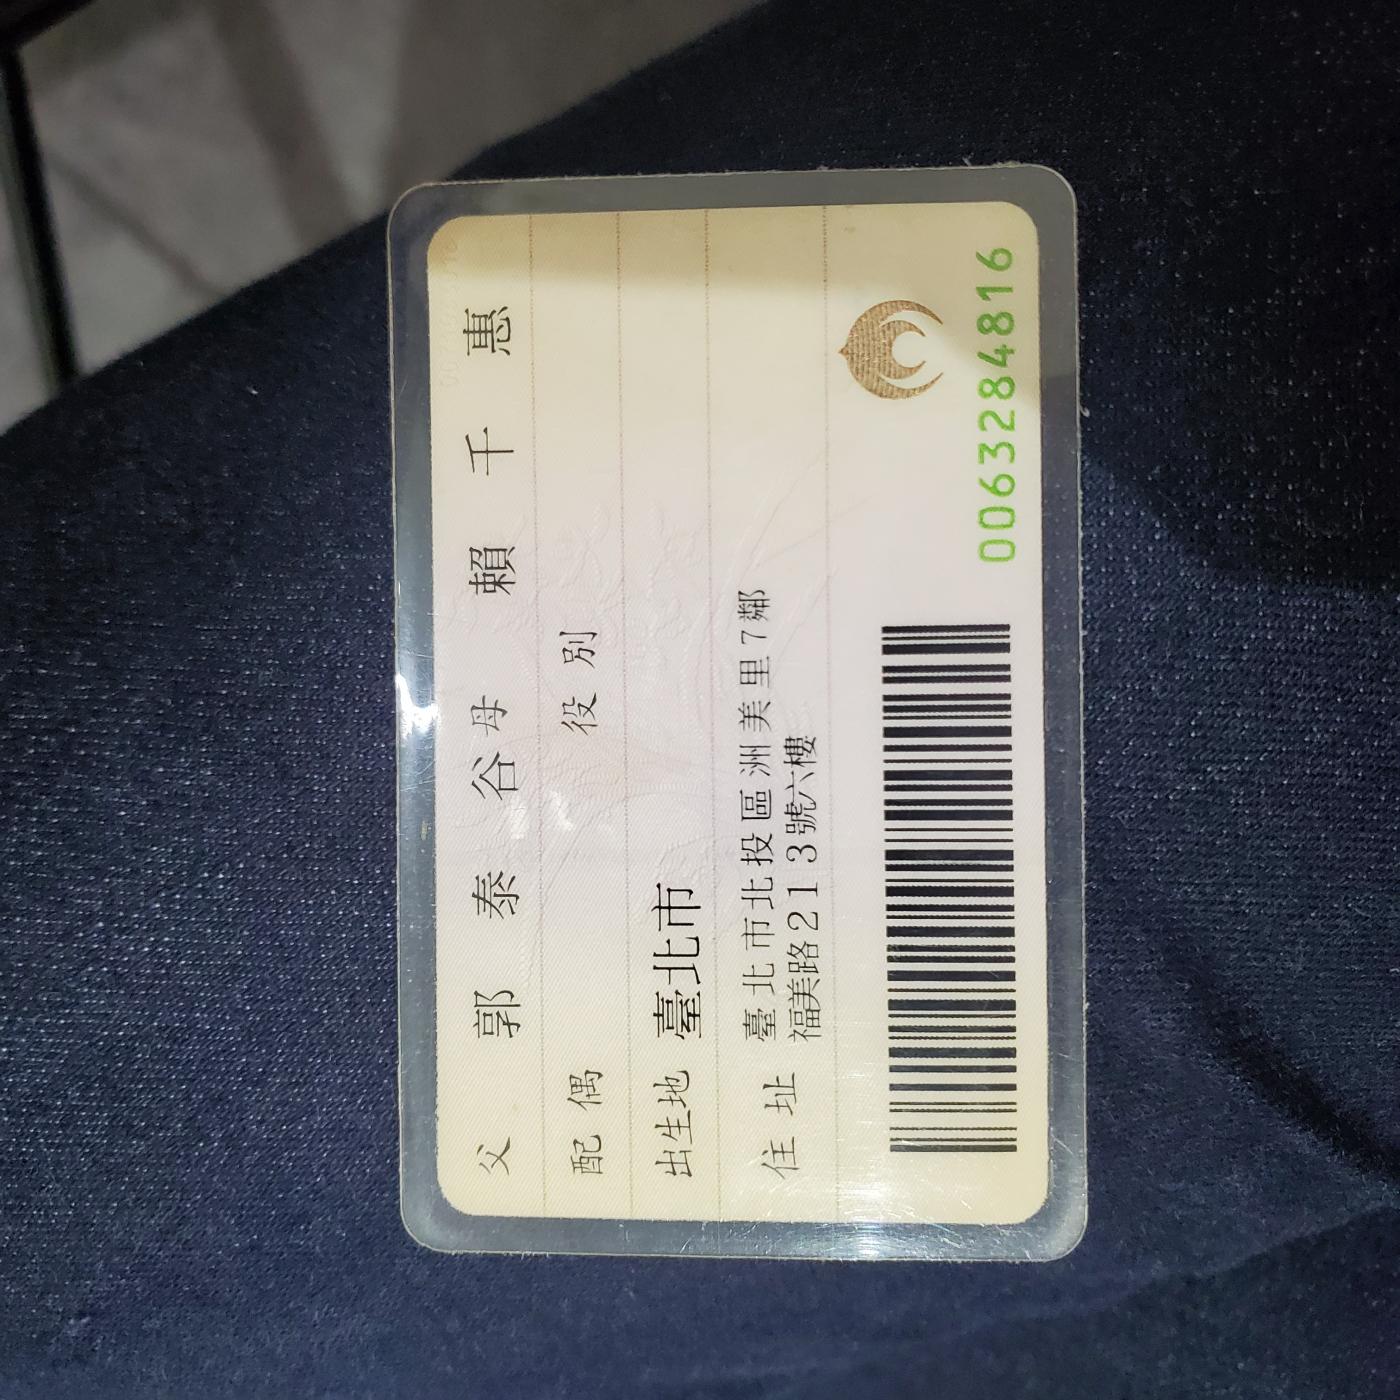 父 郭泰谷 母 賴千惠
配偶 役別
出生地 臺北市
住址 臺北市北投區洲美里7鄰
福美路213號六樓
0063284816